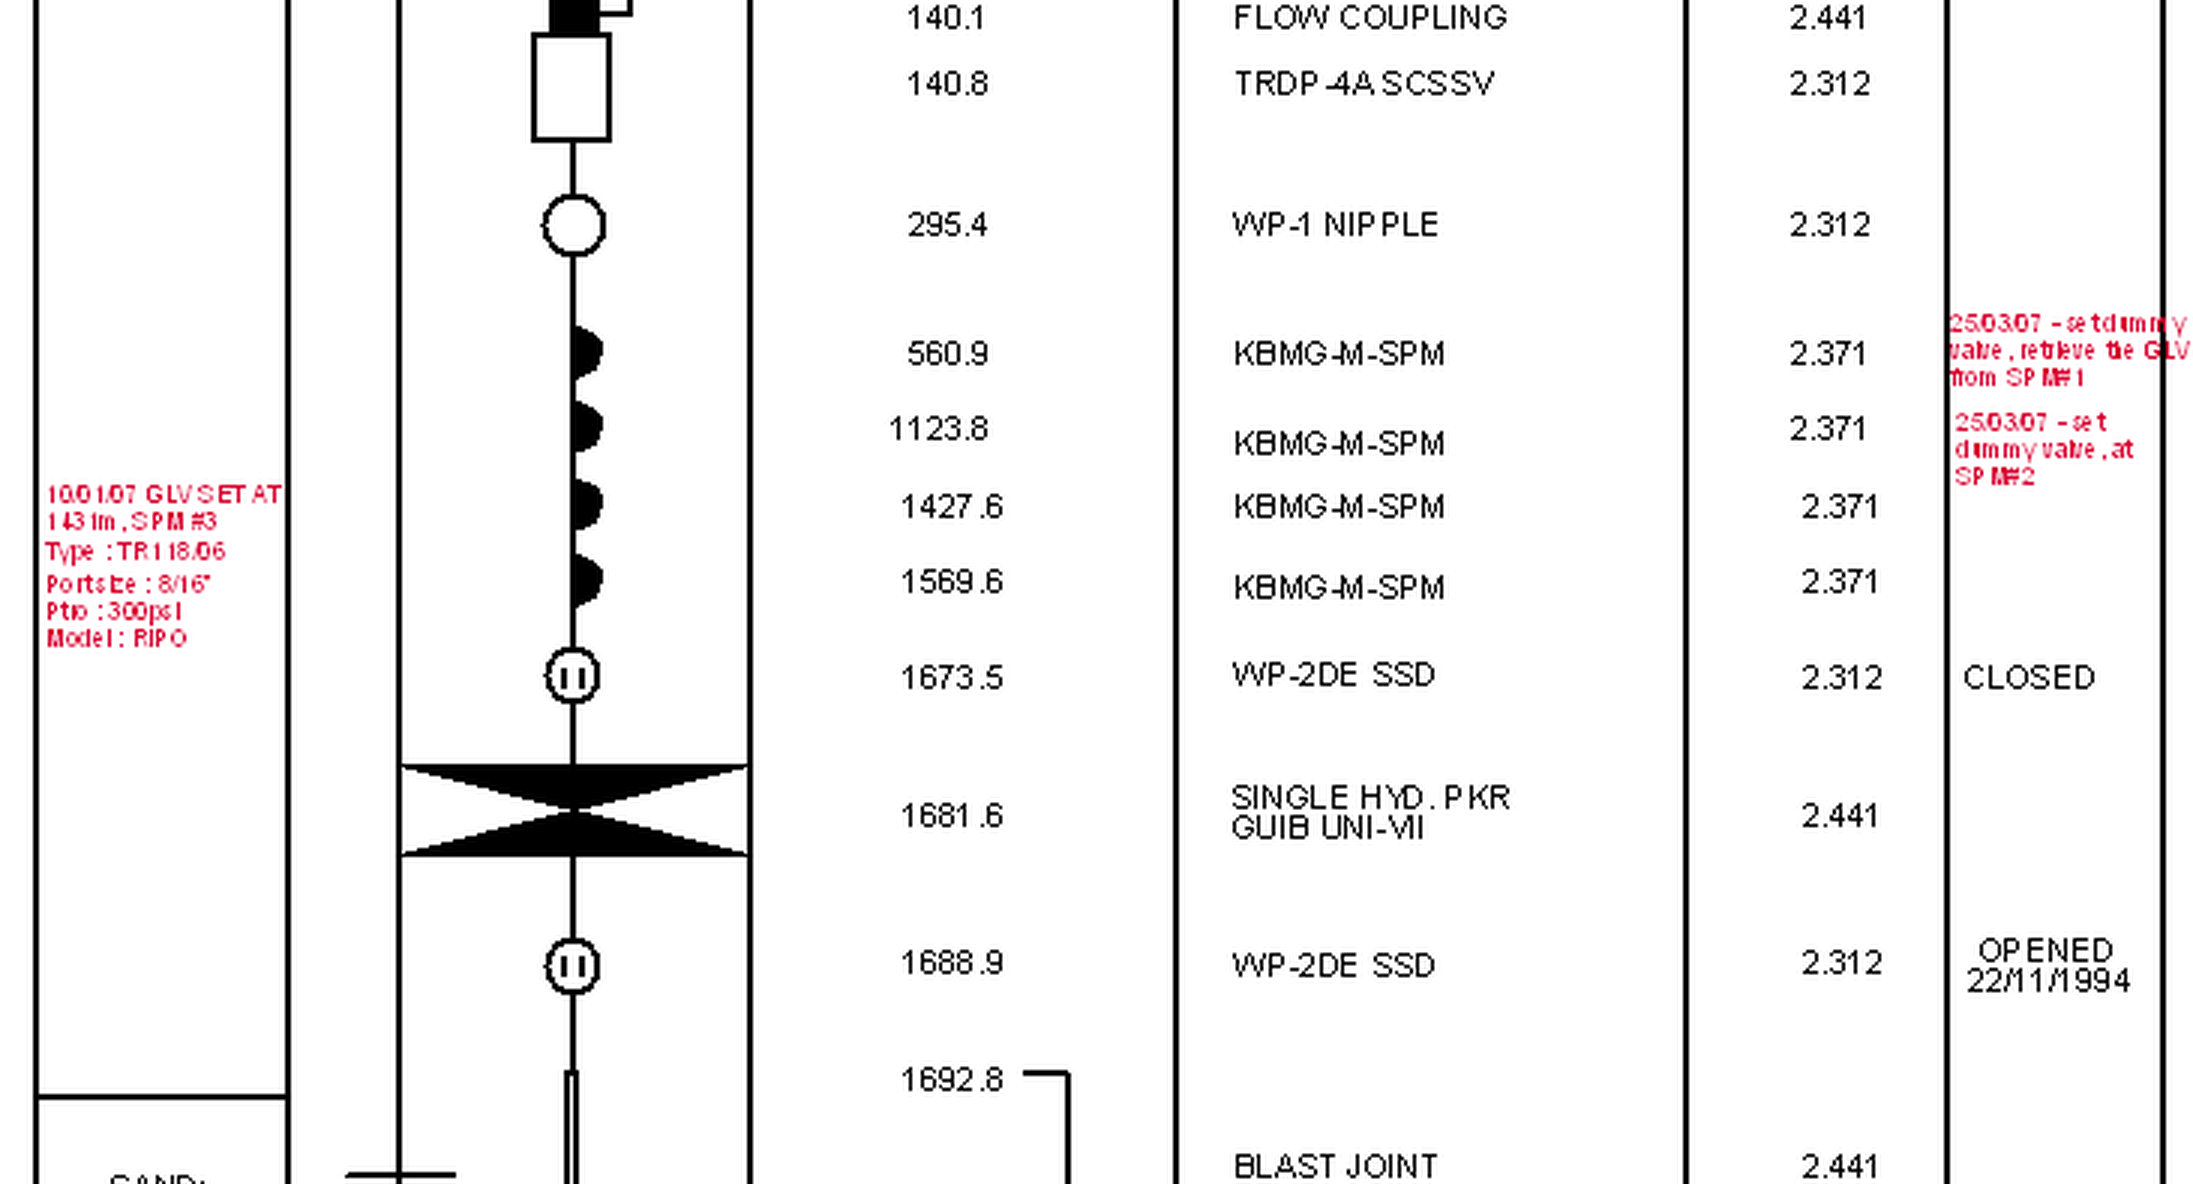 140.1 FLOW COUPLING 2.441
140.8 TRDP-4A SCSSV 2.312
295.4 WP-1 NIPPLE 2.312
560.9 KBMG-M-SPM 2.371
25/03/07 - set dummy
valve, retrieve the GLV
from SPM#1
1123.8 KBMG-M-SPM 2.371
25/03/07 - set
dummy valve, at
SPM#2
10/01/07 GLV SET AT
1431m, SPM #3
Type : TR118/06
Port size : 8/16"
Ptro : 300psi
Model : RIPO
1427.6 KBMG-M-SPM 2.371
1569.6 KBMG-M-SPM 2.371
1673.5 WP-2DE SSD 2.312 CLOSED
SINGLE HYD. PKR
1681.6 GUIB UNI-VII 2.441
1688.9 WP-2DE SSD 2.312 OPENED
22/11/1994
1692.8
BLAST JOINT 2.441
SAND: